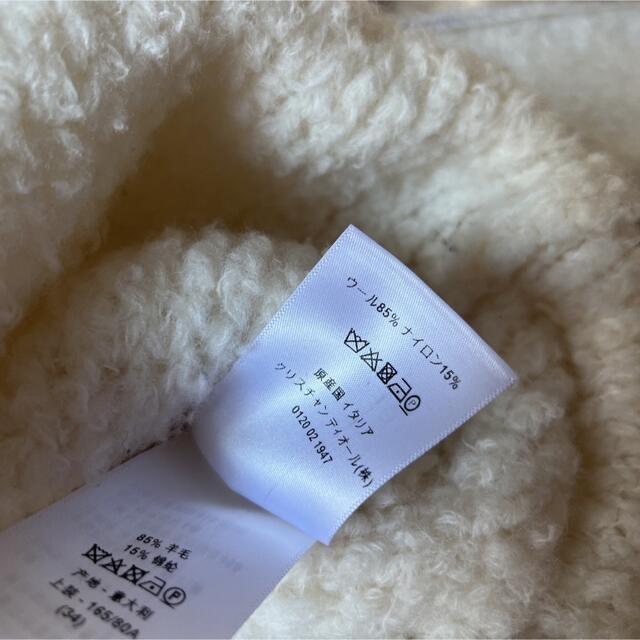 ウール85% ナイロン15%
原産国 イタリア
クリスチャンディオール(株)
0120 02 1947
85% 羊毛
15% 锦纶
产地・意大利
上装・165/80A
(34)